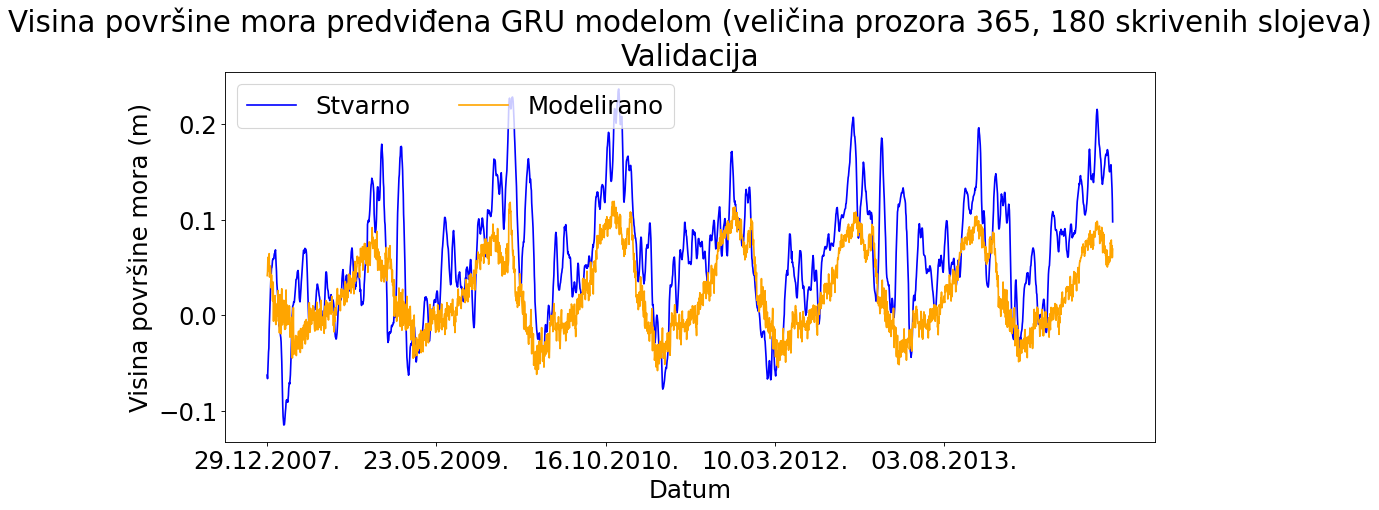 Visina površine mora predviđena GRU modelom (veličina prozora 365, 180 skrivenih slojeva)
Validacija
Stvarno Modelirano
Visina površine mora (m)
0.2
0.1
0.0
−0.1
29.12.2007. 23.05.2009. 16.10.2010. 10.03.2012. 03.08.2013.
Datum